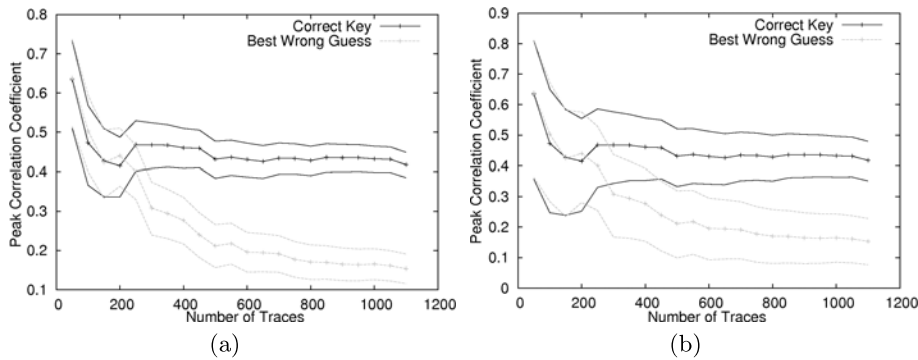 0.8
0.7
0.6
0.5
0.4
0.3
0.2
0.1
Peak Correlation Coefficient
Correct Key
Best Wrong Guess
0 200 400 600 800 1000 1200
Number of Traces
(a)
0.9
0.8
0.7
0.6
0.5
0.4
0.3
0.2
0.1
0
Peak Correlation Coefficient
Correct Key
Best Wrong Guess
0 200 400 600 800 1000 1200
Number of Traces
(b)